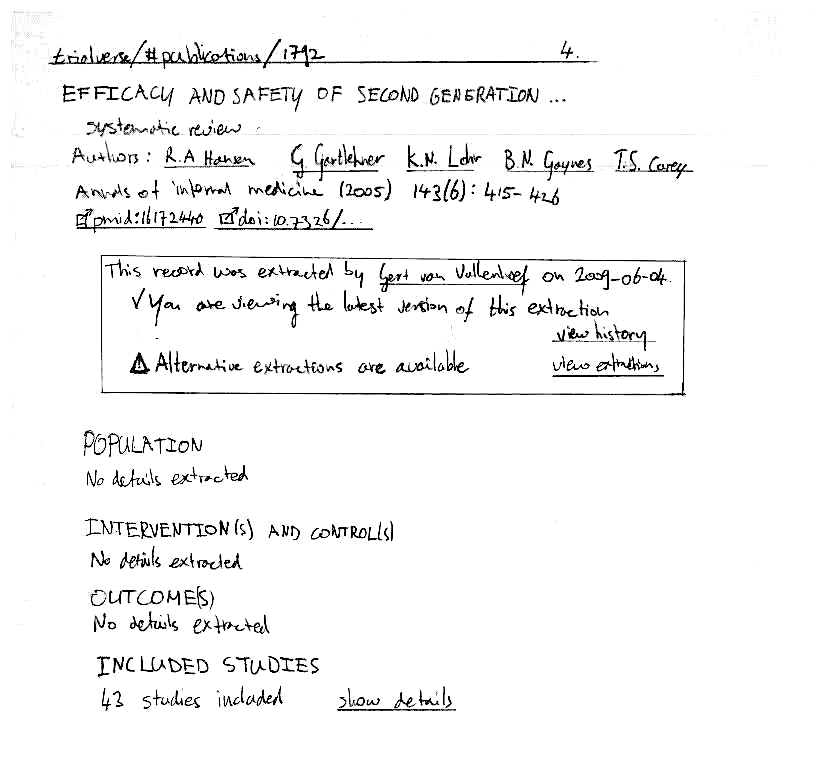 trialverse/#publications/1792 4.
EFFICACY AND SAFETY OF SECOND GENERATION ...
systematic review
Authors: R.A Hansen G Gartlehner K.N. Lohr B.N. Gaynes T.S. Carey
Annals of internal medicine (2005) 143(6): 415-426
pmid:16172440 doi:10.7326/...
This record was extracted by Gert van Valkenhoef on 2009-06-04.
✓ You are viewing the latest version of this extraction
view history
⚠ Alternative extractions are available view extractions
POPULATION
No details extracted
INTERVENTION(S) AND CONTROL(S)
No details extracted
OUTCOME(S)
No details extracted
INCLUDED STUDIES
43 studies included show details